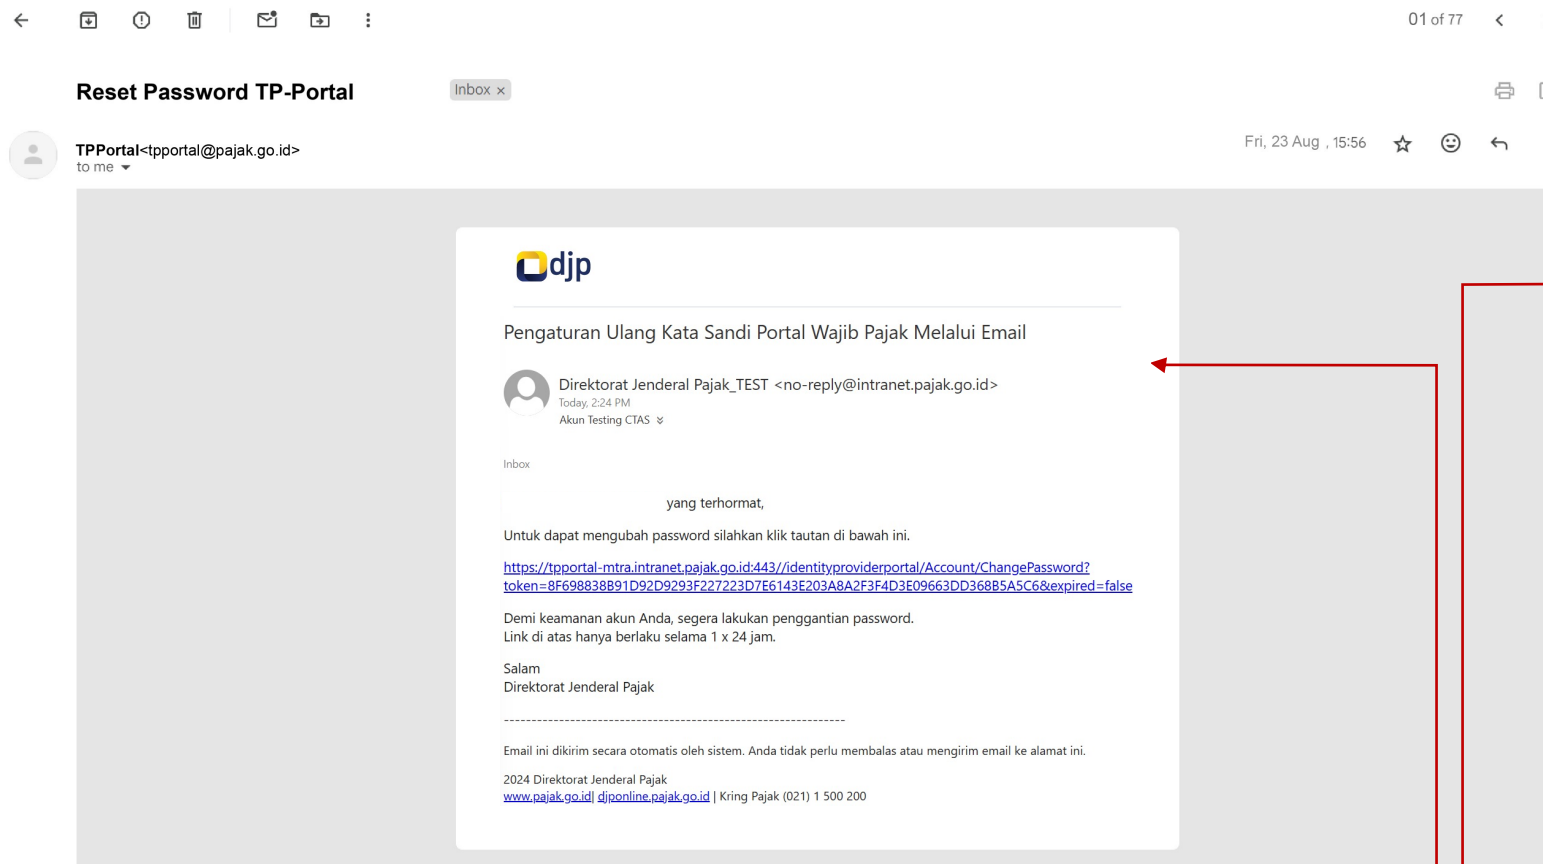 01 of 77
Reset Password TP-Portal
Inbox ×
TPPortal<tpportal@pajak.go.id>
Fri, 23 Aug , 15:56
to me
djp
Pengaturan Ulang Kata Sandi Portal Wajib Pajak Melalui Email
Direktorat Jenderal Pajak_TEST <no-reply@intranet.pajak.go.id>
Today, 2:24 PM
Akun Testing CTAS
Inbox
yang terhormat,
Untuk dapat mengubah password silahkan klik tautan di bawah ini.
https://tpportal-mtra.intranet.pajak.go.id:443//identityproviderportal/Account/ChangePassword?
token=8F698838B91D92D9293F227223D7E6143E203A8A2F3F4D3E09663DD368B5A5C6&expired=false
Demi keamanan akun Anda, segera lakukan penggantian password.
Link di atas hanya berlaku selama 1 x 24 jam.
Salam
Direktorat Jenderal Pajak
--------------------------------------------------------------
Email ini dikirim secara otomatis oleh sistem. Anda tidak perlu membalas atau mengirim email ke alamat ini.
2024 Direktorat Jenderal Pajak
www.pajak.go.id| djponline.pajak.go.id | Kring Pajak (021) 1 500 200